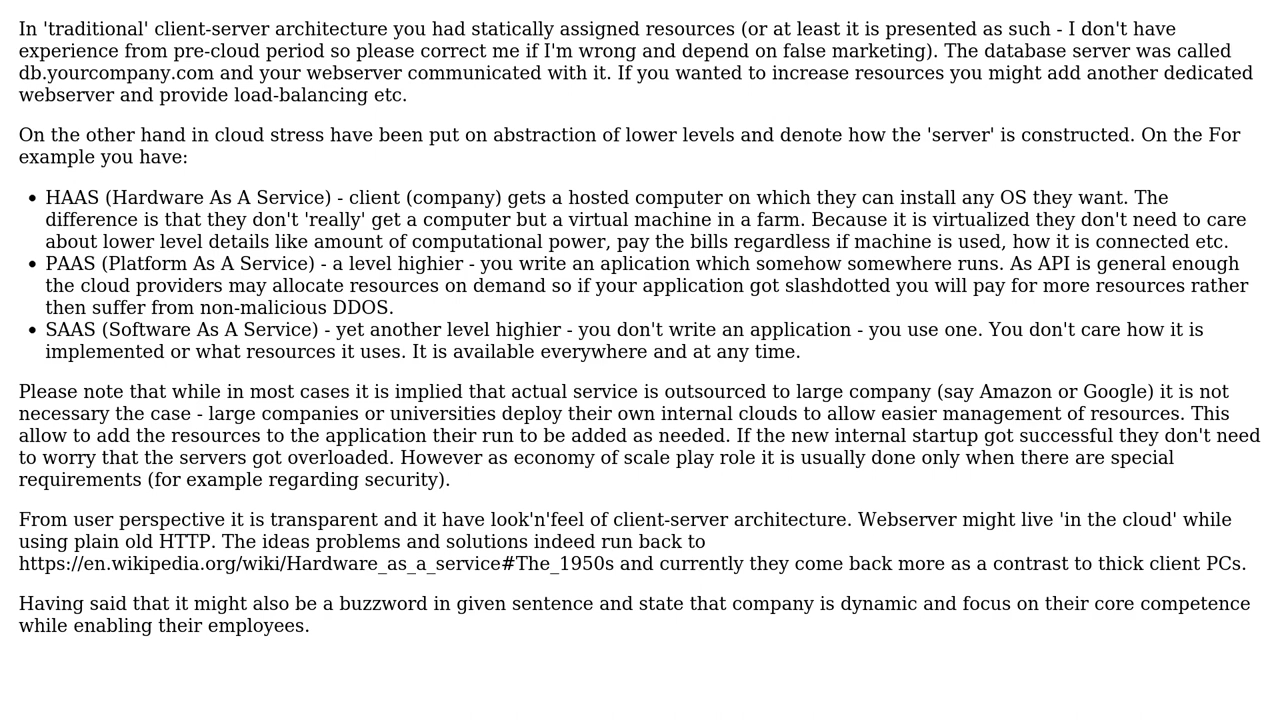 In 'traditional' client-server architecture you had statically assigned resources (or at least it is presented as such - I don't have
experience from pre-cloud period so please correct me if I'm wrong and depend on false marketing). The database server was called
db.yourcompany.com and your webserver communicated with it. If you wanted to increase resources you might add another dedicated
webserver and provide load-balancing etc.
On the other hand in cloud stress have been put on abstraction of lower levels and denote how the 'server' is constructed. On the For
example you have:
• HAAS (Hardware As A Service) - client (company) gets a hosted computer on which they can install any OS they want. The
difference is that they don't 'really' get a computer but a virtual machine in a farm. Because it is virtualized they don't need to care
about lower level details like amount of computational power, pay the bills regardless if machine is used, how it is connected etc.
• PAAS (Platform As A Service) - a level highier - you write an aplication which somehow somewhere runs. As API is general enough
the cloud providers may allocate resources on demand so if your application got slashdotted you will pay for more resources rather
then suffer from non-malicious DDOS.
• SAAS (Software As A Service) - yet another level highier - you don't write an application - you use one. You don't care how it is
implemented or what resources it uses. It is available everywhere and at any time.
Please note that while in most cases it is implied that actual service is outsourced to large company (say Amazon or Google) it is not
necessary the case - large companies or universities deploy their own internal clouds to allow easier management of resources. This
allow to add the resources to the application their run to be added as needed. If the new internal startup got successful they don't need
to worry that the servers got overloaded. However as economy of scale play role it is usually done only when there are special
requirements (for example regarding security).
From user perspective it is transparent and it have look'n'feel of client-server architecture. Webserver might live 'in the cloud' while
using plain old HTTP. The ideas problems and solutions indeed run back to
https://en.wikipedia.org/wiki/Hardware_as_a_service#The_1950s and currently they come back more as a contrast to thick client PCs.
Having said that it might also be a buzzword in given sentence and state that company is dynamic and focus on their core competence
while enabling their employees.